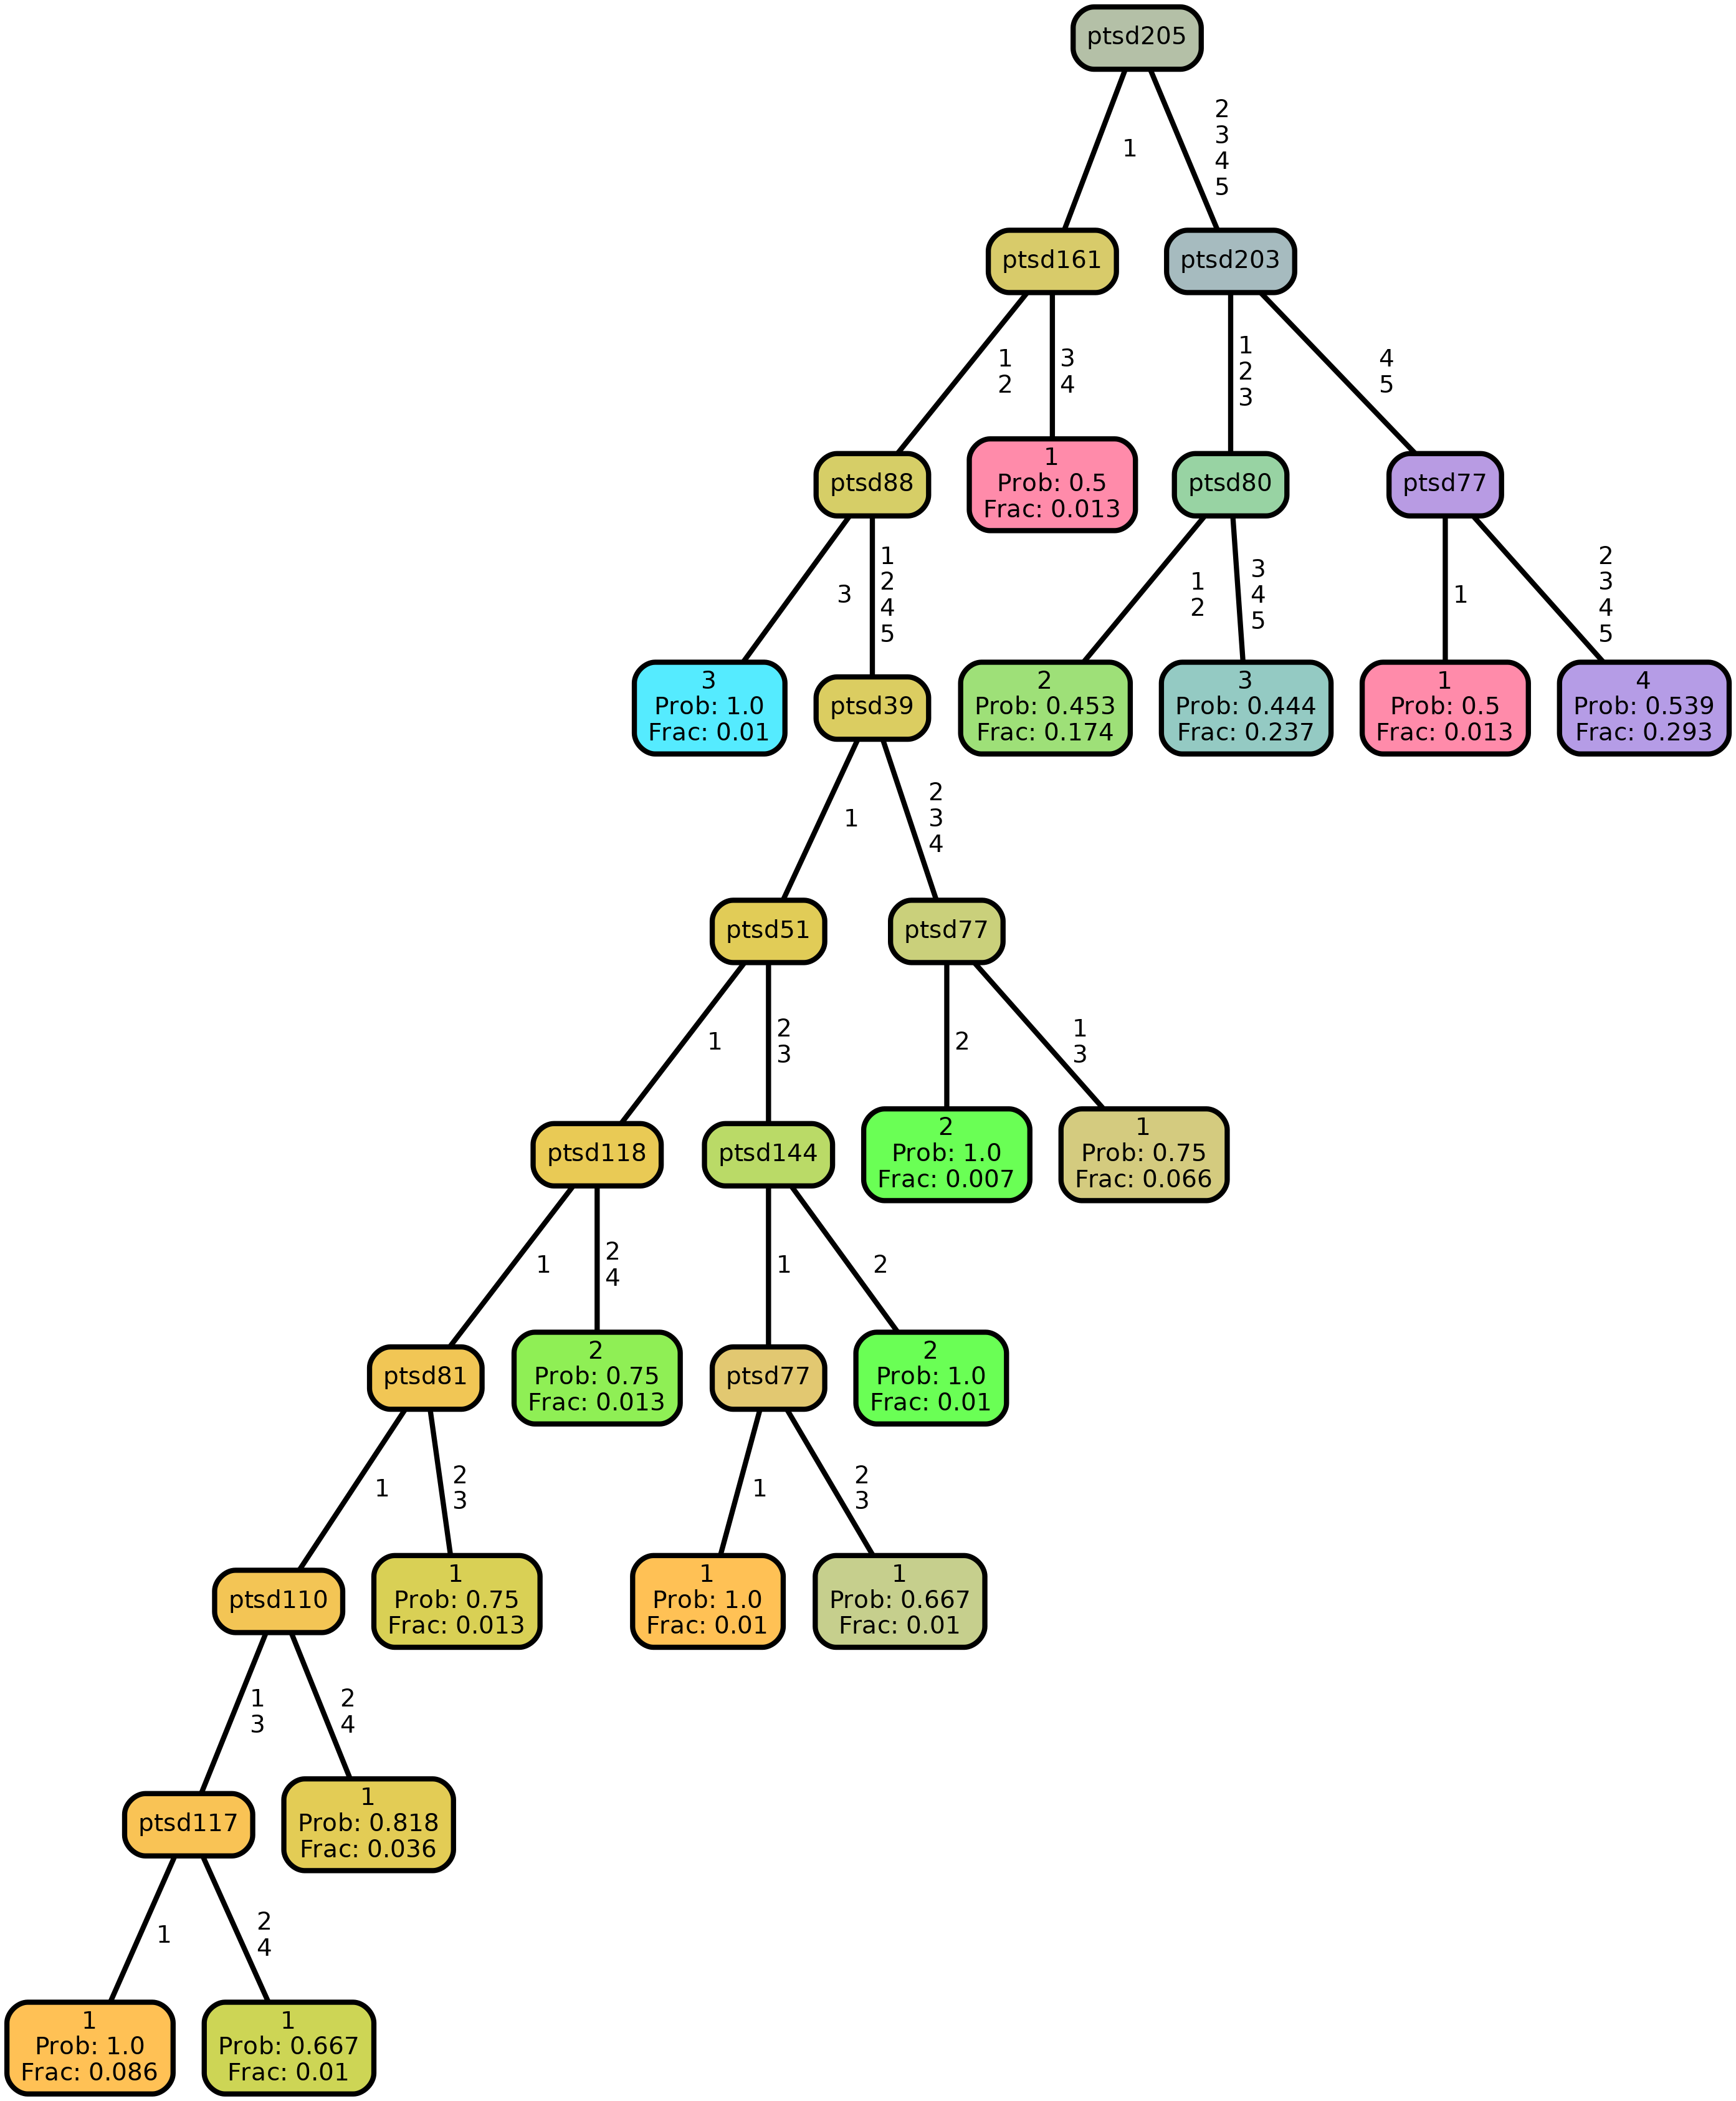 ptsd205
1
2
3
4
5
ptsd161
ptsd203
1
2
3
4
1
2
3
4
5
ptsd88
1
Prob: 0.5
Frac: 0.013
ptsd80
ptsd77
3
1
2
4
5
1
2
3
4
5
1
2
3
4
5
3
Prob: 1.0
Frac: 0.01
ptsd39
2
Prob: 0.453
Frac: 0.174
3
Prob: 0.444
Frac: 0.237
1
Prob: 0.5
Frac: 0.013
4
Prob: 0.539
Frac: 0.293
1
2
3
4
ptsd51
ptsd77
1
2
3
2
1
3
ptsd118
ptsd144
2
Prob: 1.0
Frac: 0.007
1
Prob: 0.75
Frac: 0.066
1
2
4
1
2
ptsd81
2
Prob: 0.75
Frac: 0.013
ptsd77
2
Prob: 1.0
Frac: 0.01
1
2
3
1
2
3
ptsd110
1
Prob: 0.75
Frac: 0.013
1
Prob: 1.0
Frac: 0.01
1
Prob: 0.667
Frac: 0.01
1
3
2
4
ptsd117
1
Prob: 0.818
Frac: 0.036
1
2
4
1
Prob: 1.0
Frac: 0.086
1
Prob: 0.667
Frac: 0.01